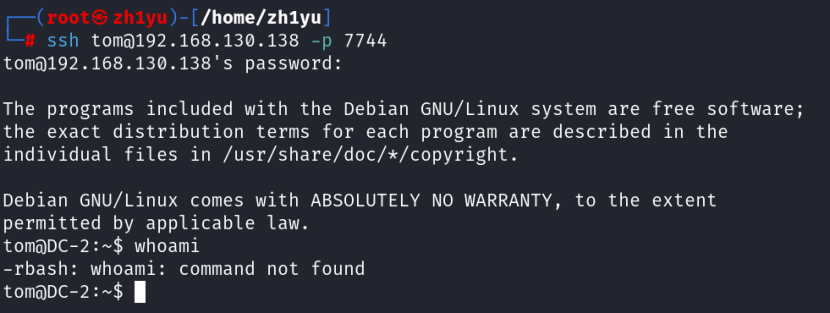 ┌──(root㉿zh1yu)-[/home/zh1yu]
└─# ssh tom@192.168.130.138 -p 7744
tom@192.168.130.138's password:

The programs included with the Debian GNU/Linux system are free software;
the exact distribution terms for each program are described in the
individual files in /usr/share/doc/*/copyright.

Debian GNU/Linux comes with ABSOLUTELY NO WARRANTY, to the extent
permitted by applicable law.
tom@DC-2:~$ whoami
-rbash: whoami: command not found
tom@DC-2:~$